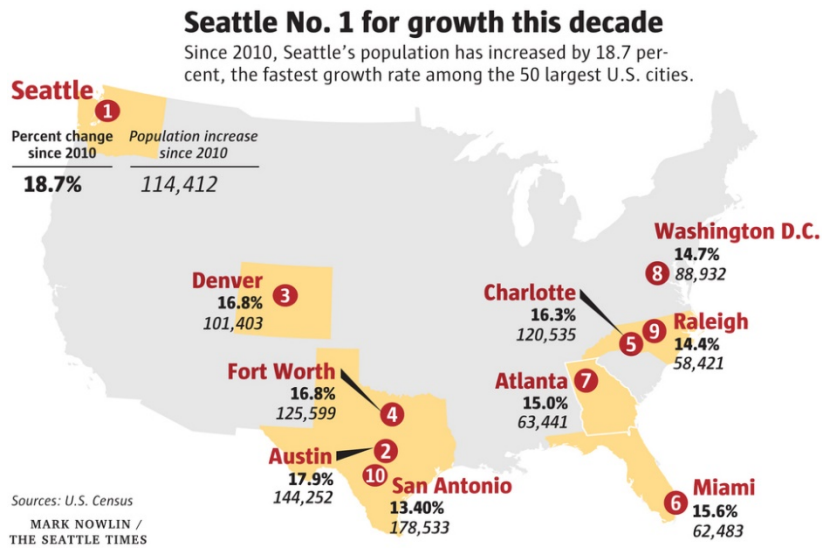 Seattle No. 1 for growth this decade
Since 2010, Seattle's population has increased by 18.7 per-
cent, the fastest growth rate among the 50 largest U.S. cities.
Seattle
1
Percent change
since 2010
Population increase
since 2010
18.7%
114,412
Washington D.C.
14.7%
8
88,932
Denver
16.8%
3
101,403
Charlotte
16.3%
120,535
5
9
Raleigh
14.4%
58,421
Fort Worth
16.8%
125,599
4
Atlanta
7
15.0%
63,441
Austin
2
17.9%
144,252
10
San Antonio
13.40%
178,533
Miami
6
15.6%
62,483
Sources: U.S. Census
MARK NOWLIN /
THE SEATTLE TIMES